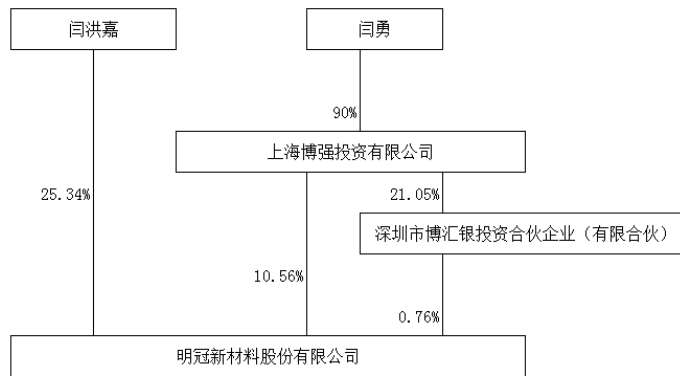 闫洪嘉
闫勇
90%
上海博强投资有限公司
25.34%
21.05%
深圳市博汇银投资合伙企业（有限合伙）
10.56%
0.76%
明冠新材料股份有限公司